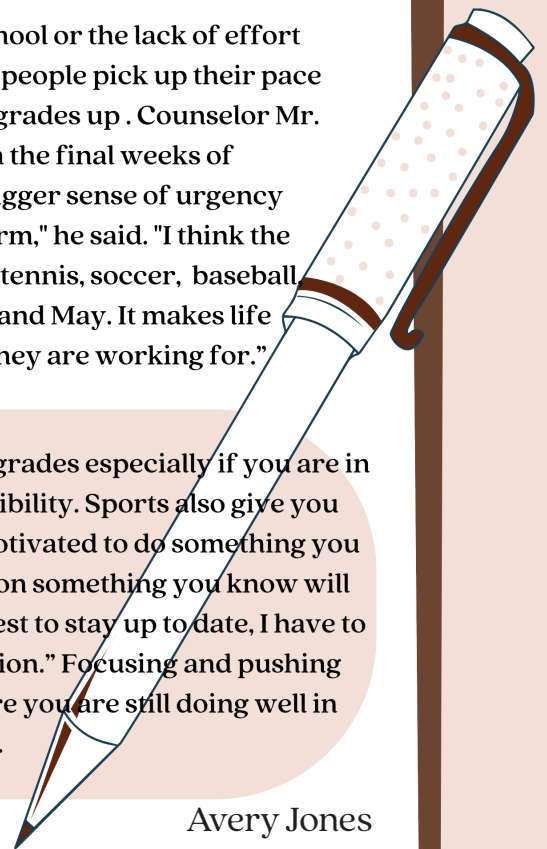 hool or the lack of effort
people pick up their pace
grades up . Counselor Mr.
the final weeks of
gger sense of urgency
rm," he said. "I think the
tennis, soccer, baseball,
and May. It makes life
hey are working for.”
grades especially if you are in
ibility. Sports also give you
otivated to do something you
on something you know will
est to stay up to date, I have to
ion.” Focusing and pushing
re you are still doing well in
.
Avery Jones